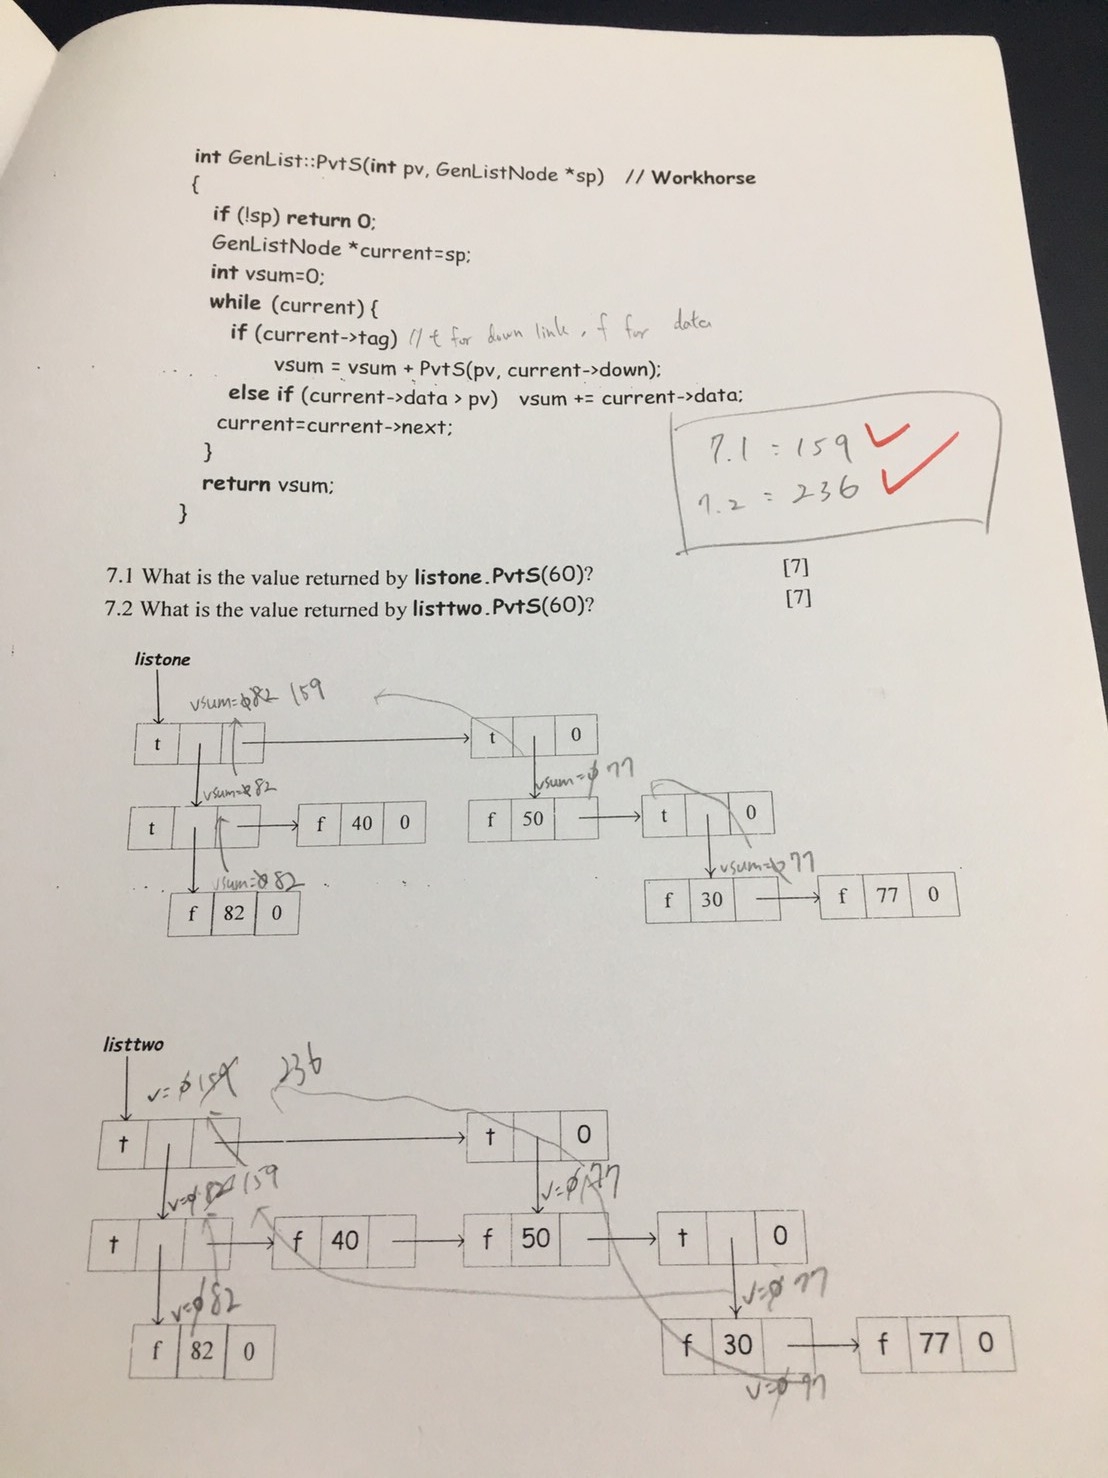 int GenList::PvtS(int pv, GenListNode *sp) // Workhorse
{
if (!sp) return 0;
GenListNode *current=sp;
int vsum=0;
while (current) {
if (current->tag) // t for down link, f for data
vsum = vsum + PvtS(pv, current->down);
else if (current->data > pv) vsum += current->data;
current=current->next;
}
return vsum;
}
7.1 = 159
7.2 = 236
7.1 What is the value returned by listone.PvtS(60)? [7]
7.2 What is the value returned by listtwo.PvtS(60)? [7]
listone
vsum=0 82 159
t t 0
vsum=0 82 vsum=0 77
t f 40 0 f 50 t 0
vsum=0 82 vsum=0 77
f 82 0 f 30 f 77 0
listtwo
v=0 159 236
t t 0
v=0 82 159 v=0 77
t f 40 f 50 t 0
v=0 82 v=0 77
f 82 0 f 30 f 77 0
v=0 77